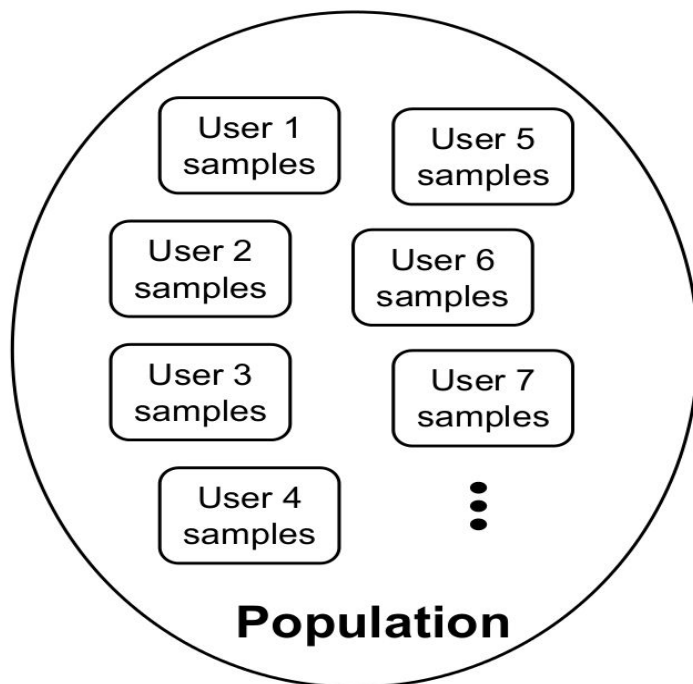 User 1
samples
User 2
samples
User 3
samples
User 4
samples
User 5
samples
User 6
samples
User 7
samples
Population